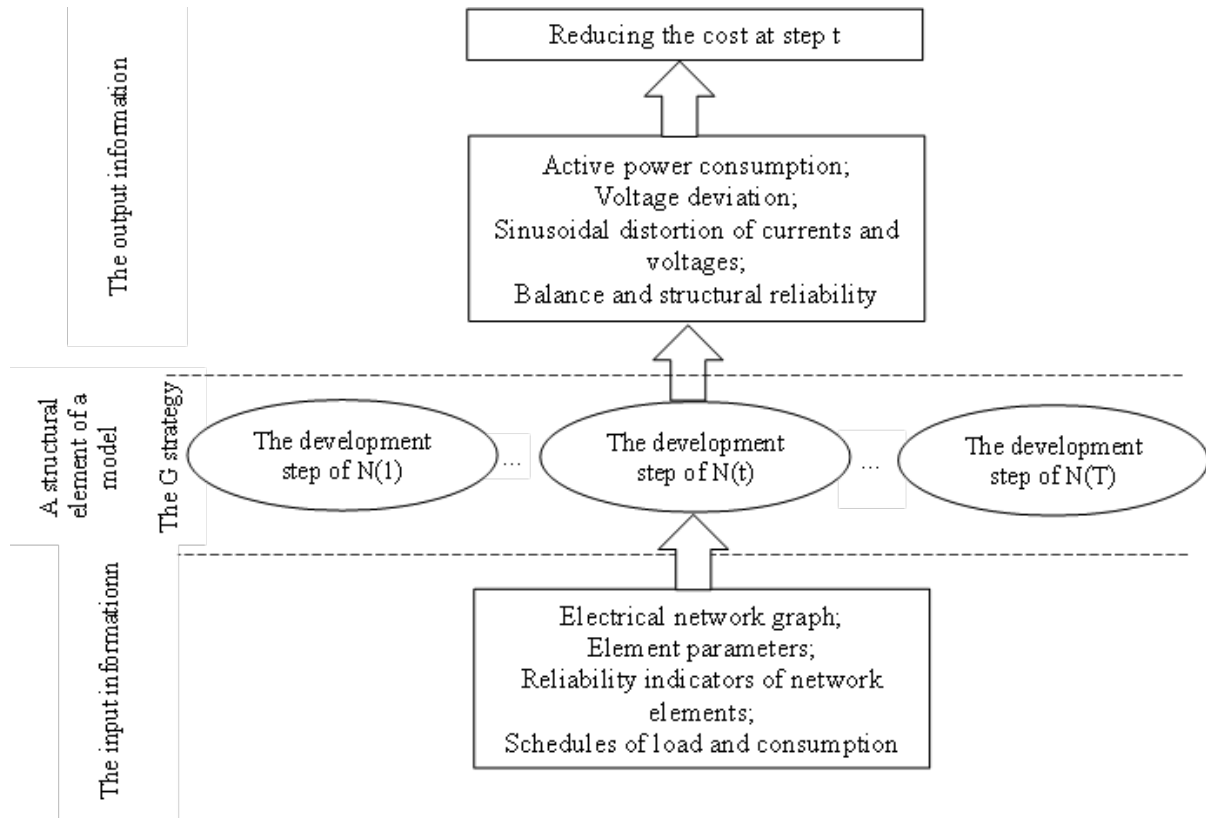 Reducing the cost at step t
The output information
Active power consumption;
Voltage deviation;
Sinusoidal distortion of currents and
voltages;
Balance and structural reliability
A structural
element of a
model
The G strategy
The development
step of N(1)
...
The development
step of N(t)
...
The development
step of N(T)
The input informationn
Electrical network graph;
Element parameters;
Reliability indicators of network
elements;
Schedules of load and consumption